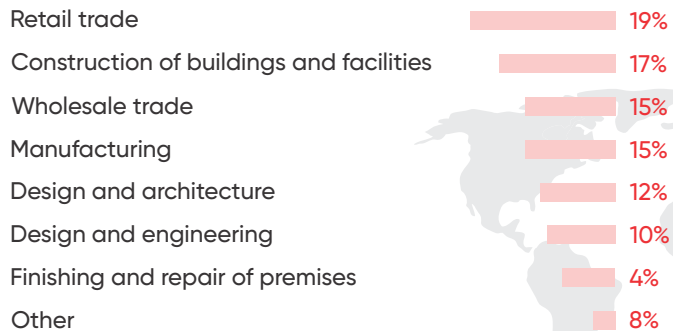 Retail trade 19%
Construction of buildings and facilities 17%
Wholesale trade 15%
Manufacturing 15%
Design and architecture 12%
Design and engineering 10%
Finishing and repair of premises 4%
Other 8%